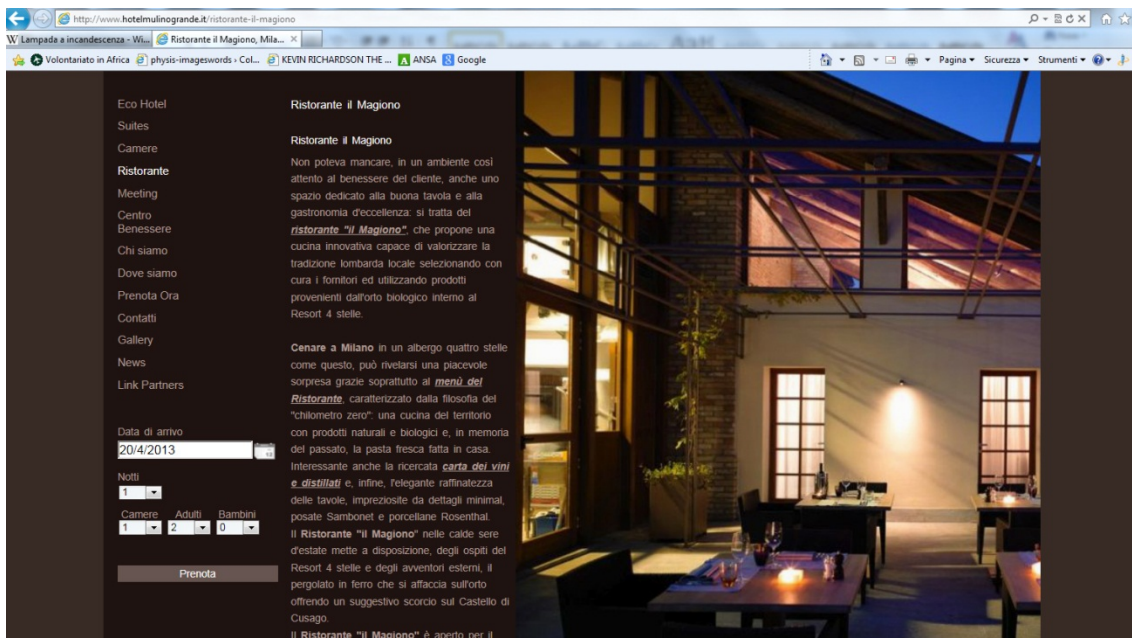 http://www.hotelmulinogrande.it/ristorante-il-magiono
W Lampada a incandescenza - Wi...
Ristorante il Magiono, Mila... ×
Volontariato in Africa
physis-imageswords › Col...
KEVIN RICHARDSON THE ...
ANSA
Google
Pagina
Sicurezza
Strumenti
Eco Hotel
Suites
Camere
Ristorante
Meeting
Centro
Benessere
Chi siamo
Dove siamo
Prenota Ora
Contatti
Gallery
News
Link Partners
Data di arrivo
20/4/2013
Notti
1
Camere Adulti Bambini
1 2 0
Prenota
Ristorante il Magiono
Ristorante il Magiono
Non poteva mancare, in un ambiente così
attento al benessere del cliente, anche uno
spazio dedicato alla buona tavola e alla
gastronomia d'eccellenza: si tratta del
ristorante "il Magiono", che propone una
cucina innovativa capace di valorizzare la
tradizione lombarda locale selezionando con
cura i fornitori ed utilizzando prodotti
provenienti dall'orto biologico interno al
Resort 4 stelle.
Cenare a Milano in un albergo quattro stelle
come questo, può rivelarsi una piacevole
sorpresa grazie soprattutto al menù del
Ristorante, caratterizzato dalla filosofia del
"chilometro zero": una cucina del territorio
con prodotti naturali e biologici e, in memoria
del passato, la pasta fresca fatta in casa.
Interessante anche la ricercata carta dei vini
e distillati e, infine, l'elegante raffinatezza
delle tavole, impreziosite da dettagli minimal,
posate Sambonet e porcellane Rosenthal.
Il Ristorante "il Magiono" nelle calde sere
d'estate mette a disposizione, degli ospiti del
Resort 4 stelle e degli avventori esterni, il
pergolato in ferro che si affaccia sull'orto
offrendo un suggestivo scorcio sul Castello di
Cusago.
Il Ristorante "il Magiono" è aperto per il